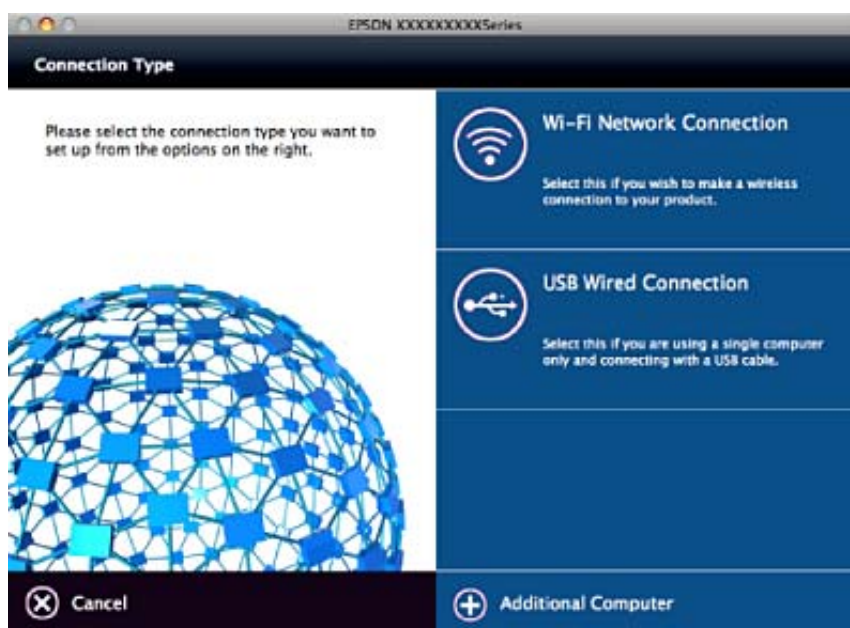 EPSON XXXXXXXXXSeries
Connection Type
Please select the connection type you want to
set up from the options on the right.
Wi-Fi Network Connection
Select this if you wish to make a wireless
connection to your product.
USB Wired Connection
Select this if you are using a single computer
only and connecting with a USB cable.
Cancel
Additional Computer